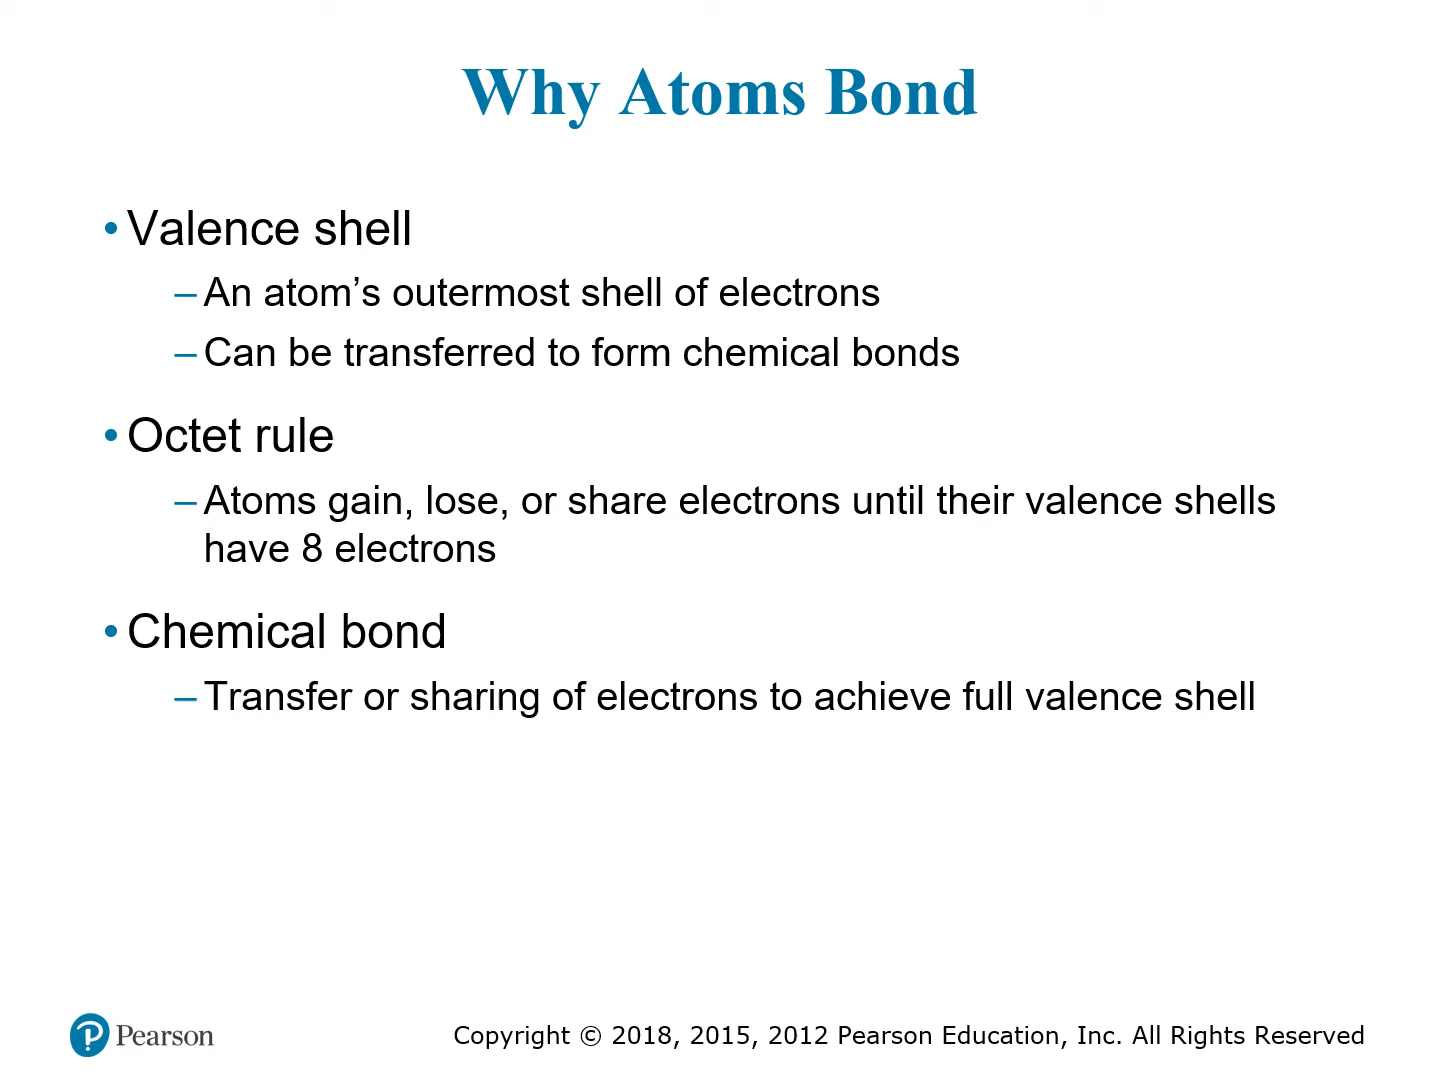 Why Atoms Bond
• Valence shell
– An atom’s outermost shell of electrons
– Can be transferred to form chemical bonds
• Octet rule
– Atoms gain, lose, or share electrons until their valence shells
have 8 electrons
• Chemical bond
– Transfer or sharing of electrons to achieve full valence shell
Pearson
Copyright © 2018, 2015, 2012 Pearson Education, Inc. All Rights Reserved